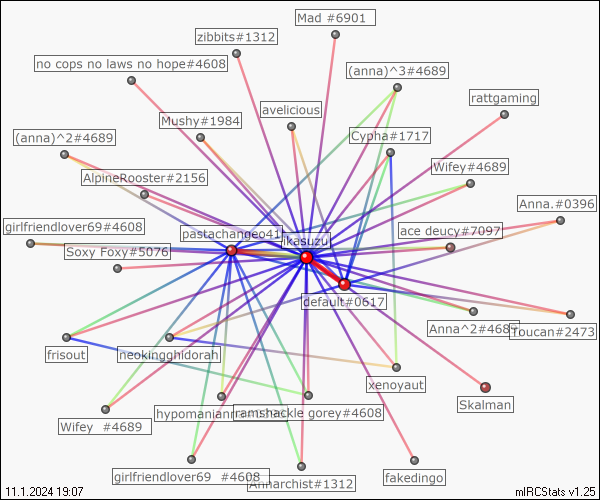 Mad #6901
zibbits#1312
no cops no laws no hope#4608
(anna)^3#4689
rattgaming
avelicious
Mushy#1984
Cypha#1717
(anna)^2#4689
Wifey#4689
AlpineRooster#2156
Anna.#0396
girlfriendlover69#4608
pastachangeo41
ikasuzu
ace deucy#7097
Soxy Foxy#5076
default#0617
Anna^2#4689
Toucan#2473
frisout
neokingghidorah
xenoyaut
Skalman
Wifey #4689
ramshackle gorey#4608
girlfriendlover69 #4608
Annarchist#1312
fakedingo
11.1.2024 19:07
mIRCStats v1.25